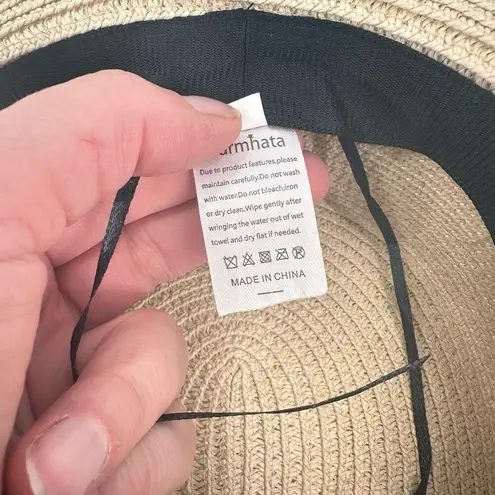 Due to product features,please
maintain carefully.Do not wash
with water.Do not bleach,iron
or dry clean,Wipe gently after
wringing the water out of wet
towel and dry flat if needed.
MADE IN CHINA